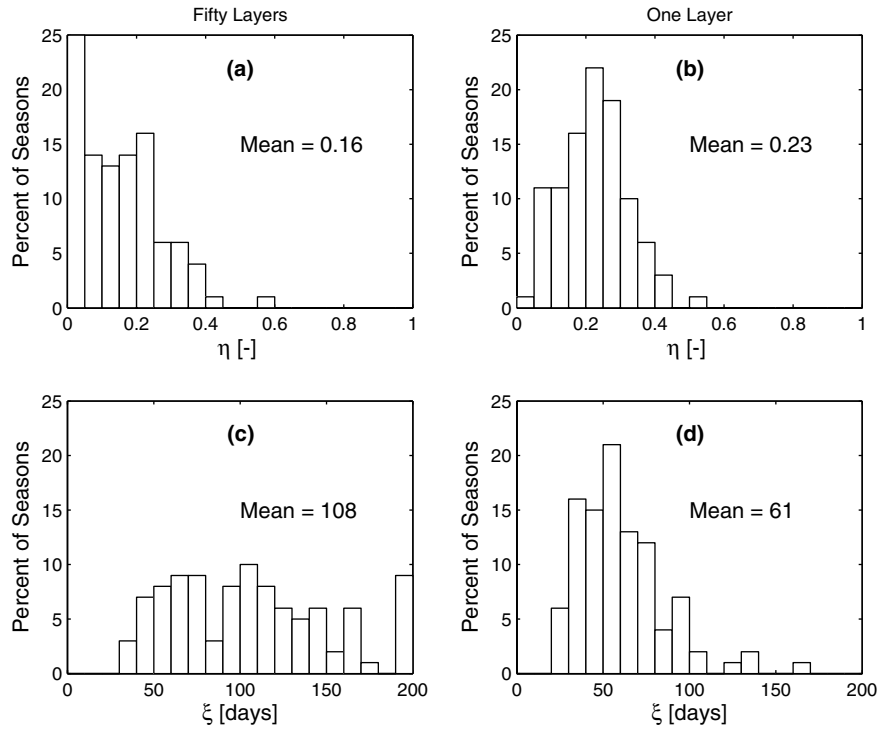 Fifty Layers
One Layer
25
20
15
10
5
0
Percent of Seasons
(a)
Mean = 0.16
0 0.2 0.4 0.6 0.8 1
η [-]
25
20
15
10
5
0
Percent of Seasons
(b)
Mean = 0.23
0 0.2 0.4 0.6 0.8 1
η [-]
25
20
15
10
5
0
Percent of Seasons
(c)
Mean = 108
0 50 100 150 200
ξ [days]
25
20
15
10
5
0
Percent of Seasons
(d)
Mean = 61
0 50 100 150 200
ξ [days]